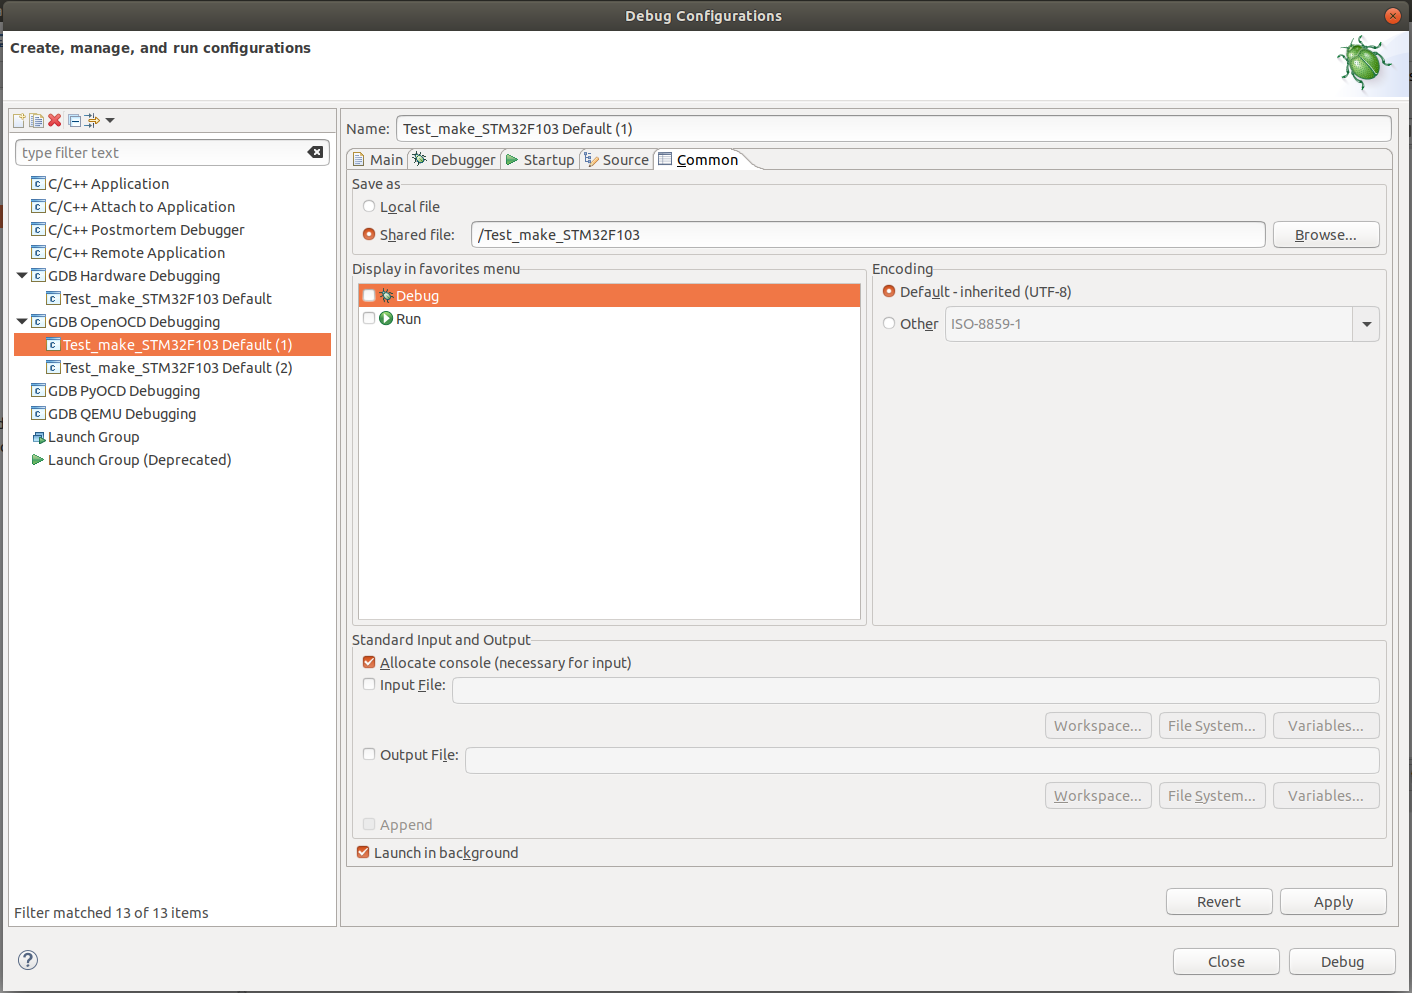 Debug Configurations
Create, manage, and run configurations
type filter text
C/C++ Application
C/C++ Attach to Application
C/C++ Postmortem Debugger
C/C++ Remote Application
GDB Hardware Debugging
Test_make_STM32F103 Default
GDB OpenOCD Debugging
Test_make_STM32F103 Default (1)
Test_make_STM32F103 Default (2)
GDB PyOCD Debugging
GDB QEMU Debugging
Launch Group
Launch Group (Deprecated)
Filter matched 13 of 13 items
Name: Test_make_STM32F103 Default (1)
Main Debugger Startup Source Common
Save as
Local file
Shared file: /Test_make_STM32F103 Browse...
Display in favorites menu
Debug
Run
Encoding
Default - inherited (UTF-8)
Other ISO-8859-1
Standard Input and Output
Allocate console (necessary for input)
Input File:
Workspace... File System... Variables...
Output File:
Workspace... File System... Variables...
Append
Launch in background
Revert Apply
? Close Debug